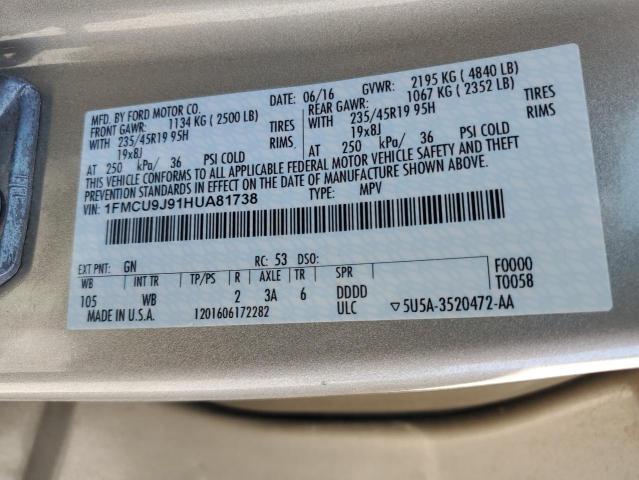 MFD. BY FORD MOTOR CO.
DATE: 06/16 GVWR: 2195 KG ( 4840 LB)
FRONT GAWR: 1134 KG ( 2500 LB) REAR GAWR: 1067 KG ( 2352 LB)
WITH 235/45R19 95H TIRES WITH 235/45R19 95H TIRES
19x8J RIMS 19x8J RIMS
AT 250 kPa/ 36 PSI COLD AT 250 kPa/ 36 PSI COLD
THIS VEHICLE CONFORMS TO ALL APPLICABLE FEDERAL MOTOR VEHICLE SAFETY AND THEFT
PREVENTION STANDARDS IN EFFECT ON THE DATE OF MANUFACTURE SHOWN ABOVE.
VIN: 1FMCU9J91HUA81738 TYPE: MPV
EXT PNT: GN RC: 53 DSO:
WB INT TR TP/PS R AXLE TR SPR F0000
105 WB 2 3A 6 DDDD T0058
MADE IN U.S.A. 1201606172282 ULC ▽ 5U5A-3520472-AA